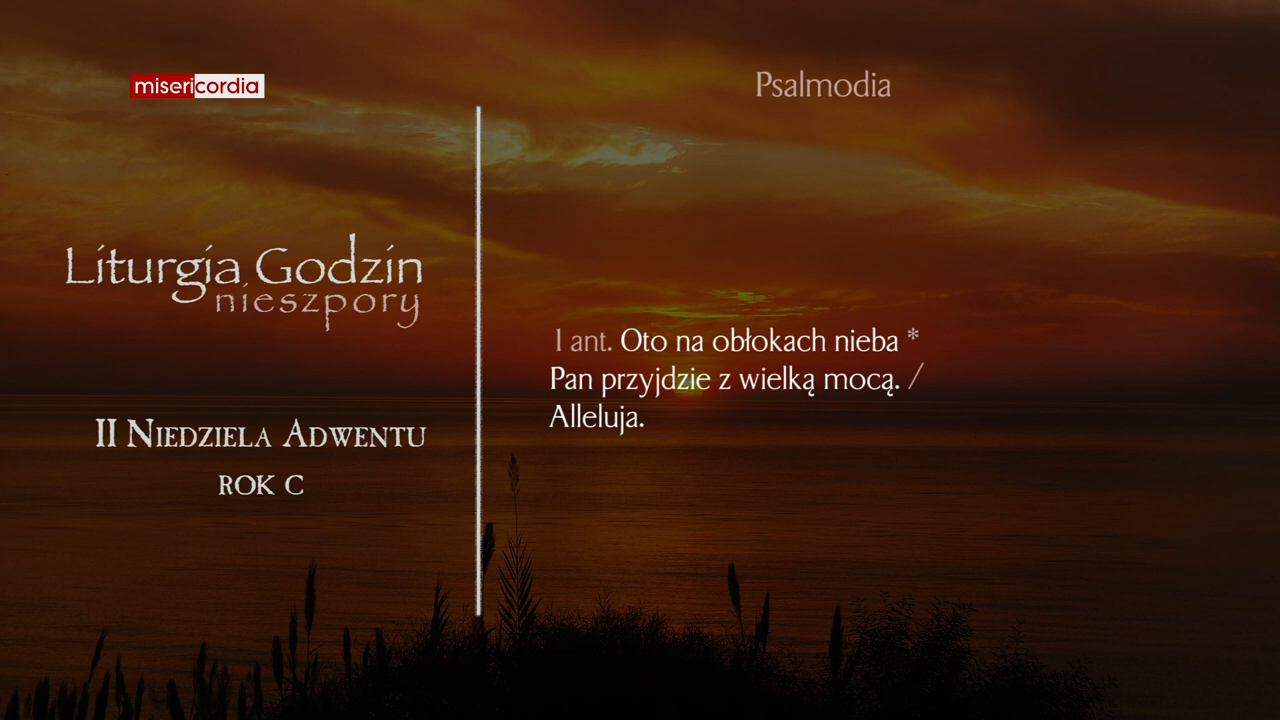 misericordia
Psalmodia
Liturgia Godzin
nieszpory
II Niedziela Adwentu
rok C
1 ant. Oto na obłokach nieba *
Pan przyjdzie z wielką mocą. /
Alleluja.